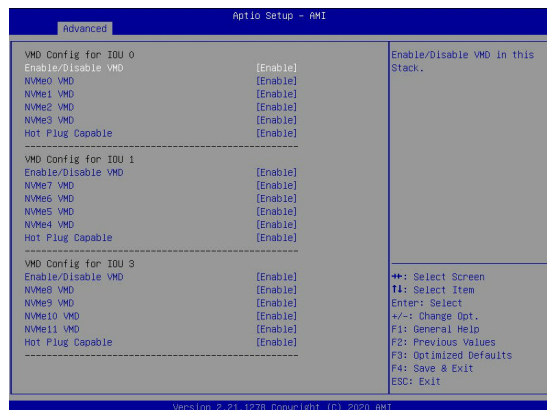 Aptio Setup - AMI
Advanced
VMD Config for IOU 0
Enable/Disable VMD [Enable]
NVMe0 VMD [Enable]
NVMe1 VMD [Enable]
NVMe2 VMD [Enable]
NVMe3 VMD [Enable]
Hot Plug Capable [Enable]
VMD Config for IOU 1
Enable/Disable VMD [Enable]
NVMe7 VMD [Enable]
NVMe6 VMD [Enable]
NVMe5 VMD [Enable]
NVMe4 VMD [Enable]
Hot Plug Capable [Enable]
VMD Config for IOU 3
Enable/Disable VMD [Enable]
NVMe8 VMD [Enable]
NVMe9 VMD [Enable]
NVMe10 VMD [Enable]
NVMe11 VMD [Enable]
Hot Plug Capable [Enable]
Enable/Disable VMD in this
Stack.
→←: Select Screen
↑↓: Select Item
Enter: Select
+/-: Change Opt.
F1: General Help
F2: Previous Values
F3: Optimized Defaults
F4: Save & Exit
ESC: Exit
Version 2.21.1278 Copyright (C) 2020 AMI